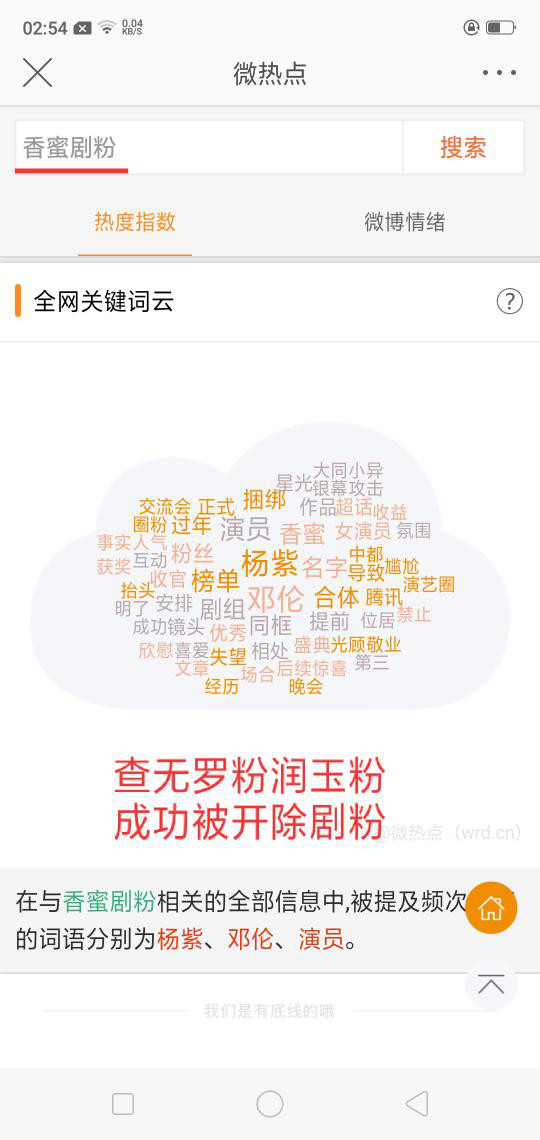 02:54
0.04
KB/S
微热点
香蜜剧粉
搜索
热度指数
微博情绪
全网关键词云
?
大同小异
星光银幕攻击
交流会 正式 捆绑 作品超话收益
圈粉 过年 演员 香蜜 女演员 氛围
事实人气 互动 粉丝 杨紫 名字 中都
获奖 收官 榜单 导致 尴尬
抬头 邓伦 合体 腾讯 演艺圈
明了 安排 剧组 提前 位居 禁止
成功镜头 优秀 同框
欣慰 喜爱 失望 相处 盛典 光顾敬业
文章 场合 后续惊喜 第三
经历 晚会
查无罗粉润玉粉
成功被开除剧粉
@微热点（wrd.cn）
在与香蜜剧粉相关的全部信息中,被提及频次
的词语分别为杨紫、邓伦、演员。
我们是有底线的哦